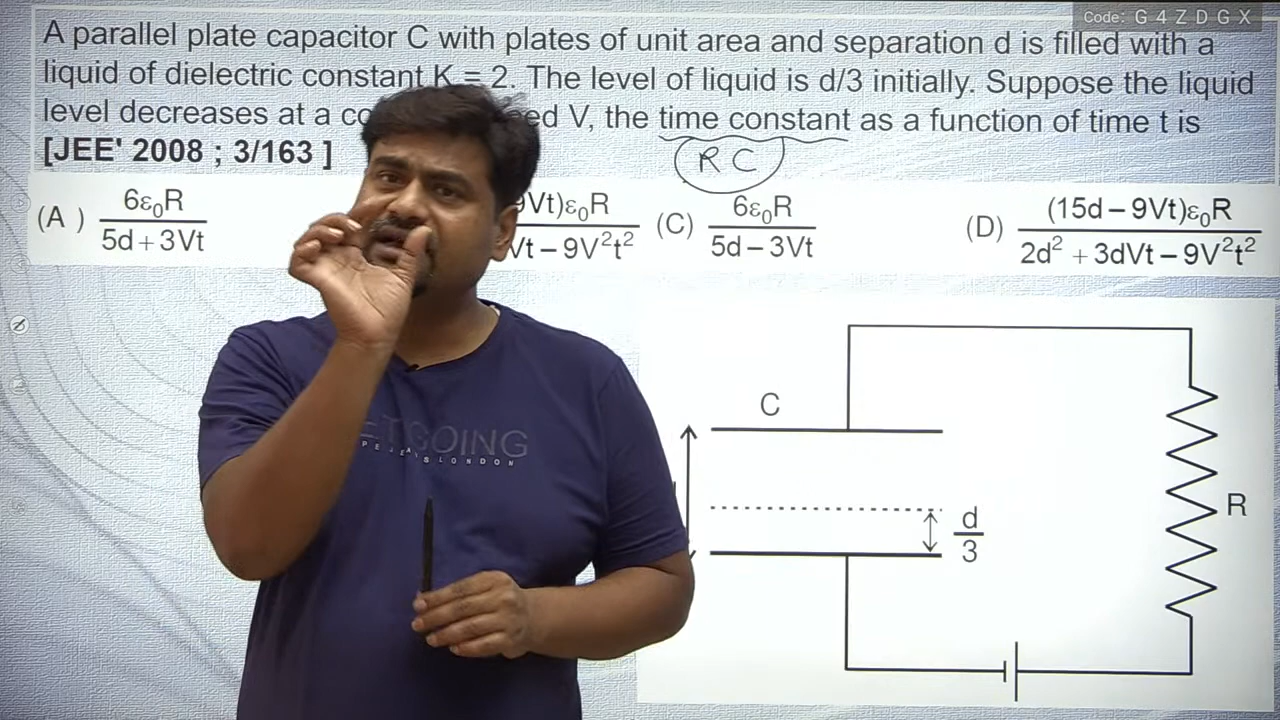 Code: G 4 Z D G X
A parallel plate capacitor C with plates of unit area and separation d is filled with a
liquid of dielectric constant K = 2. The level of liquid is d/3 initially. Suppose the liquid
level decreases at a co ed V, the time constant as a function of time t is
[JEE' 2008 ; 3/163 ]
RC
(A ) 6ε₀R / 5d + 3Vt
9Vt)ε₀R / Vt – 9V²t²
(C) 6ε₀R / 5d – 3Vt
(D) (15d – 9Vt)ε₀R / 2d² + 3dVt – 9V²t²
C
d/3
R
GOING
LONDON